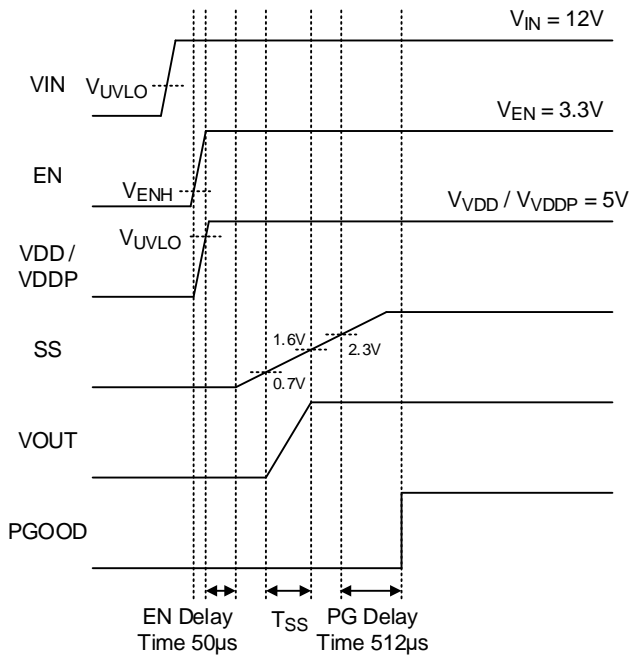 VIN = 12V
VIN
VUVLO
VEN = 3.3V
EN
VENH
VVDD / VVDDP = 5V
VUVLO
VDD /
VDDP
SS
1.6V
2.3V
0.7V
VOUT
PGOOD
EN Delay
Time 50µs
TSS
PG Delay
Time 512µs